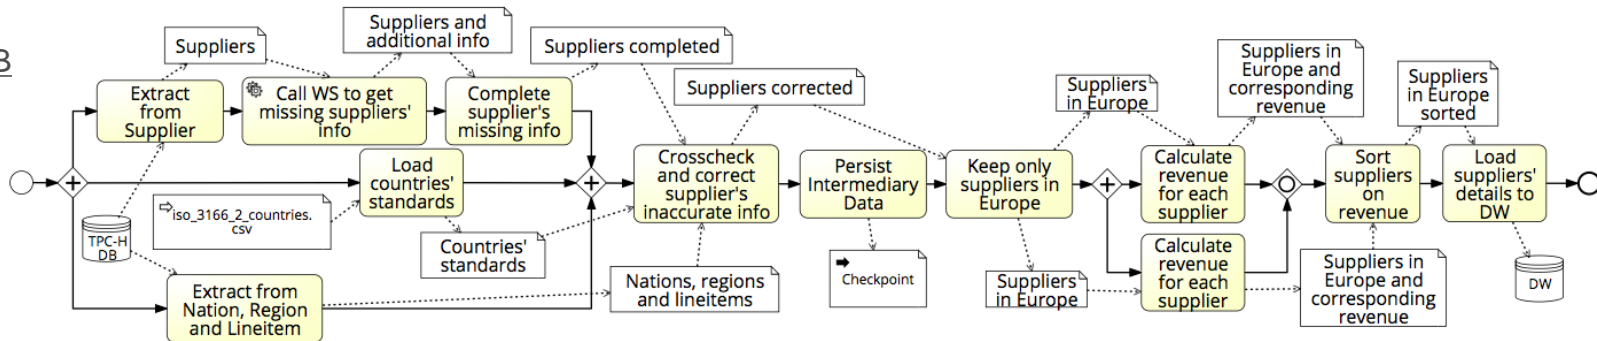 B
Suppliers
Suppliers and
additional info
Suppliers completed
Suppliers corrected
Suppliers
in Europe
Suppliers in
Europe and
corresponding
revenue
Suppliers
in Europe
sorted
Extract
from
Supplier
Call WS to get
missing suppliers'
info
Complete
supplier's
missing info
Load
countries'
standards
Crosscheck
and correct
supplier's
inaccurate info
Persist
Intermediary
Data
Keep only
suppliers in
Europe
Calculate
revenue
for each
supplier
Sort
suppliers
on
revenue
Load
suppliers'
details to
DW
iso_3166_2_countries.
csv
TPC-H
DB
Countries'
standards
Extract from
Nation, Region
and Lineitem
Nations, regions
and lineitems
Checkpoint
Suppliers
in Europe
Calculate
revenue
for each
supplier
Suppliers in
Europe and
corresponding
revenue
DW